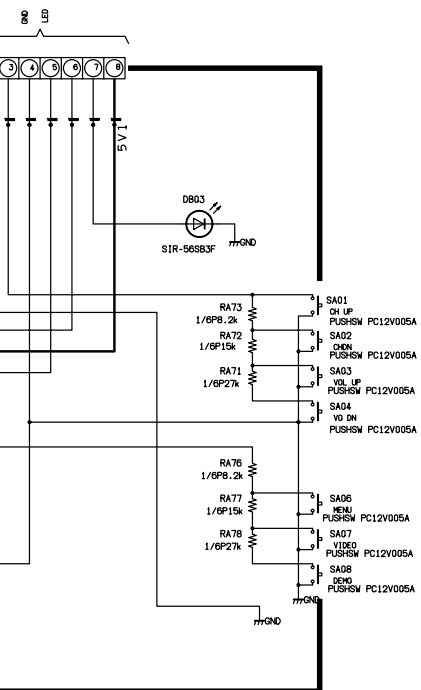 GND
LED
3 4 5 6 7 8
5V1
DB03
GND
SIR-56SB3F
SA01
CH UP
PUSHSW PC12V005A
RA73
1/6P8.2k
SA02
CHDN
PUSHSW PC12V005A
RA72
1/6P15k
SA03
VOL UP
PUSHSW PC12V005A
RA71
1/6P27k
SA04
VO DN
PUSHSW PC12V005A
RA76
1/6P8.2k
SA06
MENU
PUSHSW PC12V005A
RA77
1/6P15k
SA07
VIDEO
PUSHSW PC12V005A
RA78
1/6P27k
SA08
DEMO
PUSHSW PC12V005A
GND
GND